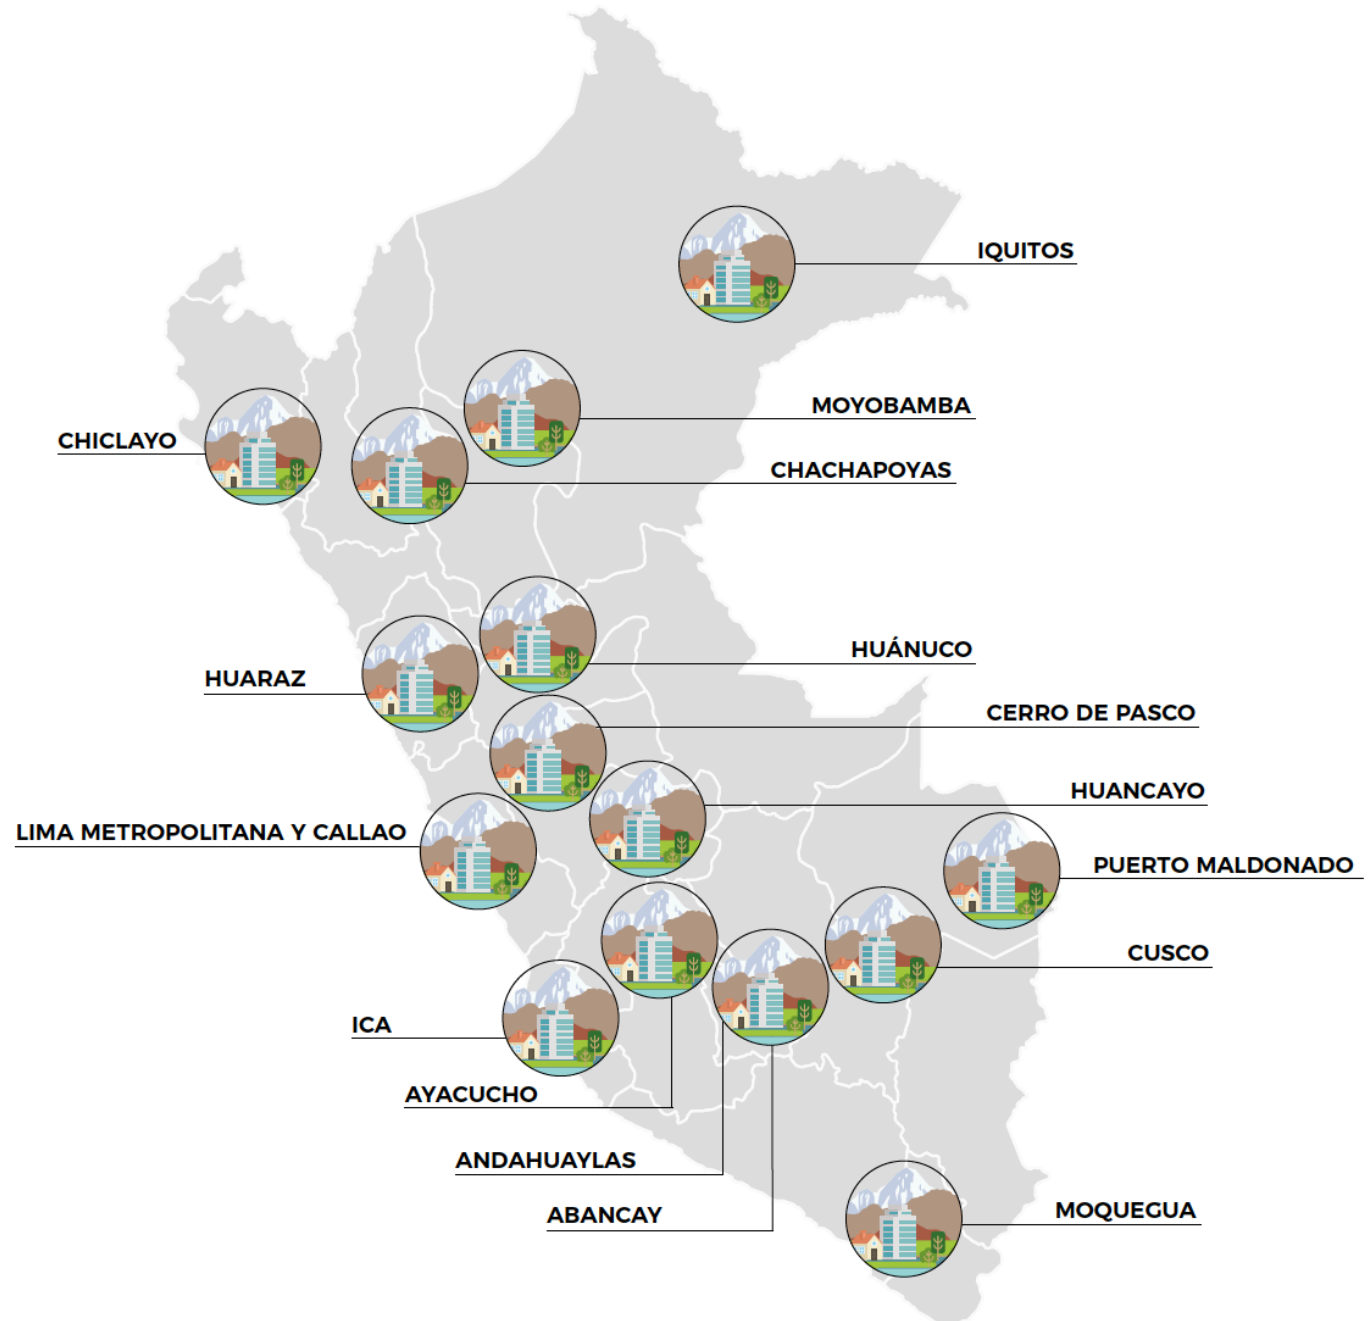 IQUITOS
MOYOBAMBA
CHICLAYO
CHACHAPOYAS
HUÁNUCO
HUARAZ
CERRO DE PASCO
HUANCAYO
LIMA METROPOLITANA Y CALLAO
PUERTO MALDONADO
CUSCO
ICA
AYACUCHO
ANDAHUAYLAS
ABANCAY
MOQUEGUA